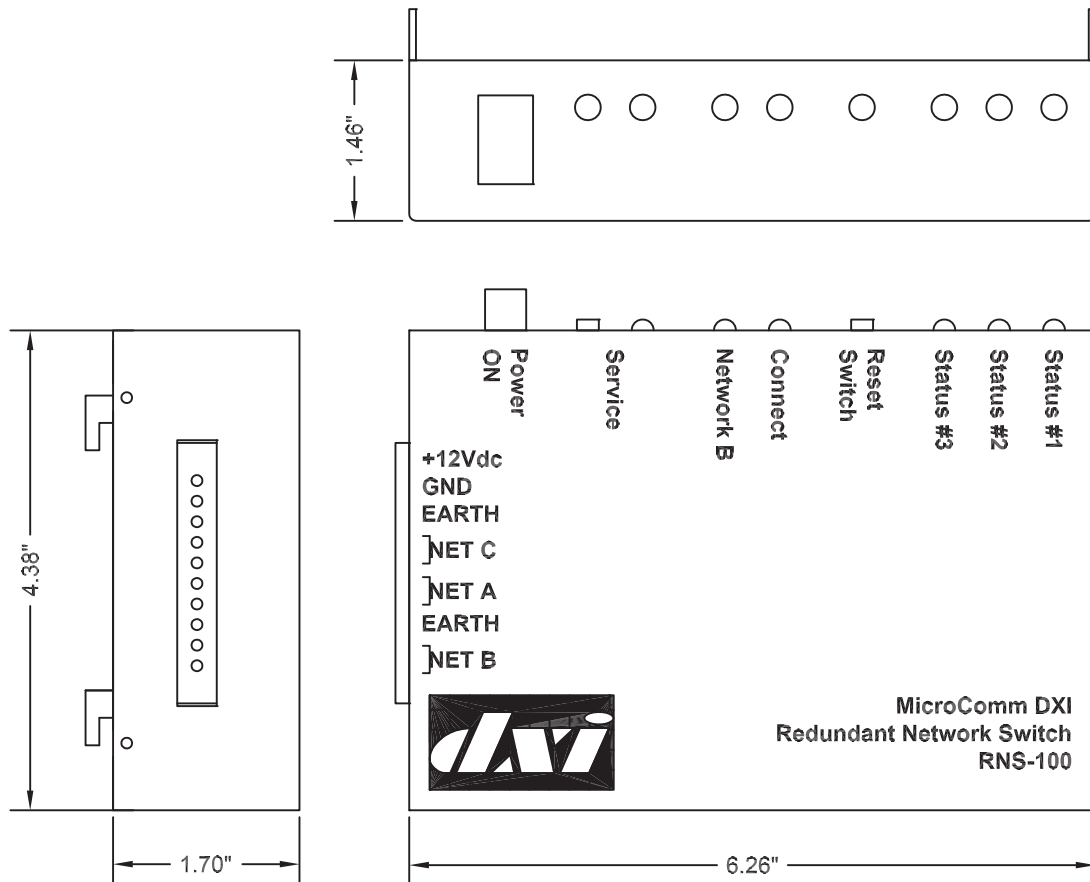 1.46"
Power
ON
Service
Network B
Connect
Reset
Switch
Status #3
Status #2
Status #1
+12Vdc
GND
EARTH
NET C
NET A
EARTH
NET B
4.38"
dxi
MicroComm DXI
Redundant Network Switch
RNS-100
1.70"
6.26"